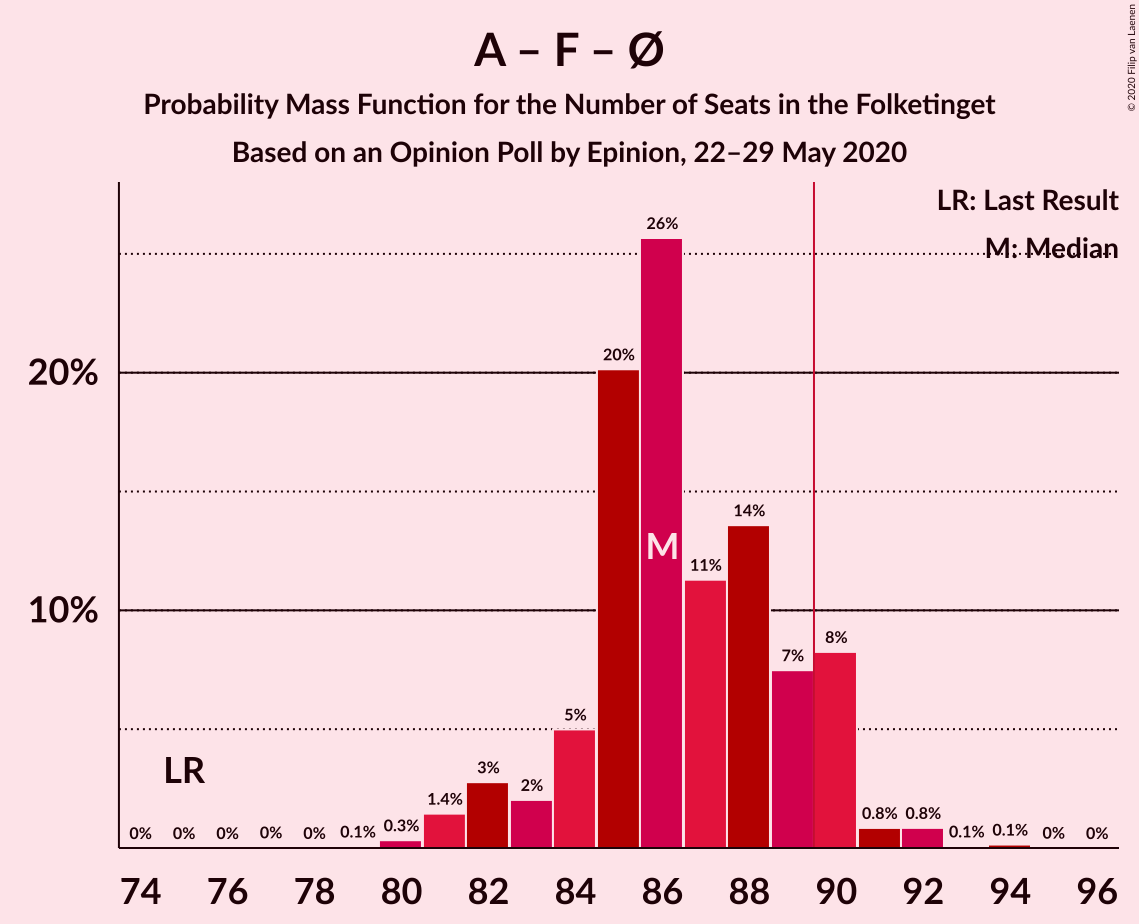 A – F – Ø
Probability Mass Function for the Number of Seats in the Folketinget
Based on an Opinion Poll by Epinion, 22–29 May 2020
© 2020 Filip van Laenen
LR: Last Result
M: Median
20%
10%
26%
20%
M
14%
11%
8%
7%
5%
LR
3%
2%
1.4%
0% 0% 0% 0% 0% 0.1% 0.3% 0.8% 0.8% 0.1% 0.1% 0% 0%
74 76 78 80 82 84 86 88 90 92 94 96